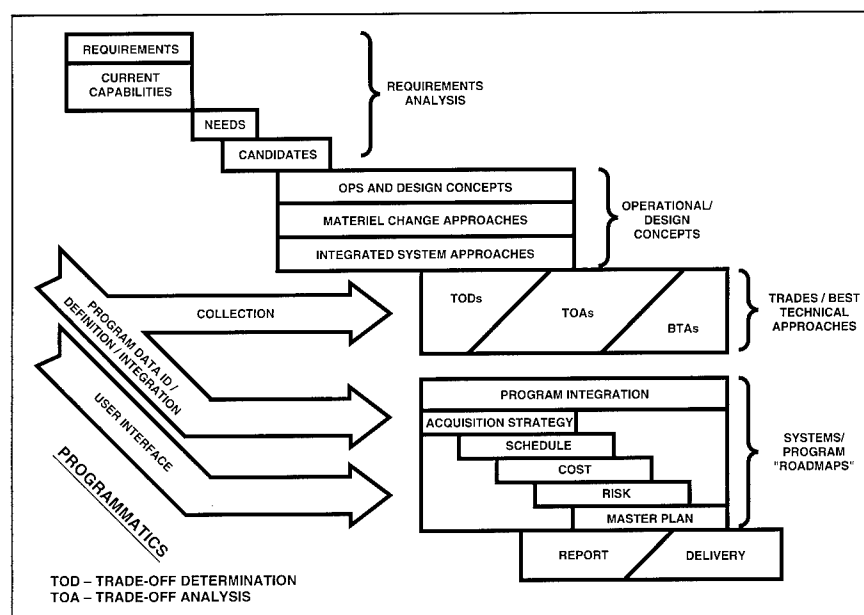 REQUIREMENTS
CURRENT
CAPABILITIES
NEEDS
CANDIDATES
REQUIREMENTS
ANALYSIS
OPS AND DESIGN CONCEPTS
MATERIEL CHANGE APPROACHES
INTEGRATED SYSTEM APPROACHES
OPERATIONAL/
DESIGN
CONCEPTS
TODs
TOAs
BTAs
TRADES / BEST
TECHNICAL
APPROACHES
COLLECTION
PROGRAM DATA ID /
DEFINITION / INTEGRATION
USER INTERFACE
PROGRAMMATICS
PROGRAM INTEGRATION
ACQUISITION STRATEGY
SCHEDULE
COST
RISK
MASTER PLAN
SYSTEMS/
PROGRAM
"ROADMAPS"
REPORT
DELIVERY
TOD – TRADE-OFF DETERMINATION
TOA – TRADE-OFF ANALYSIS